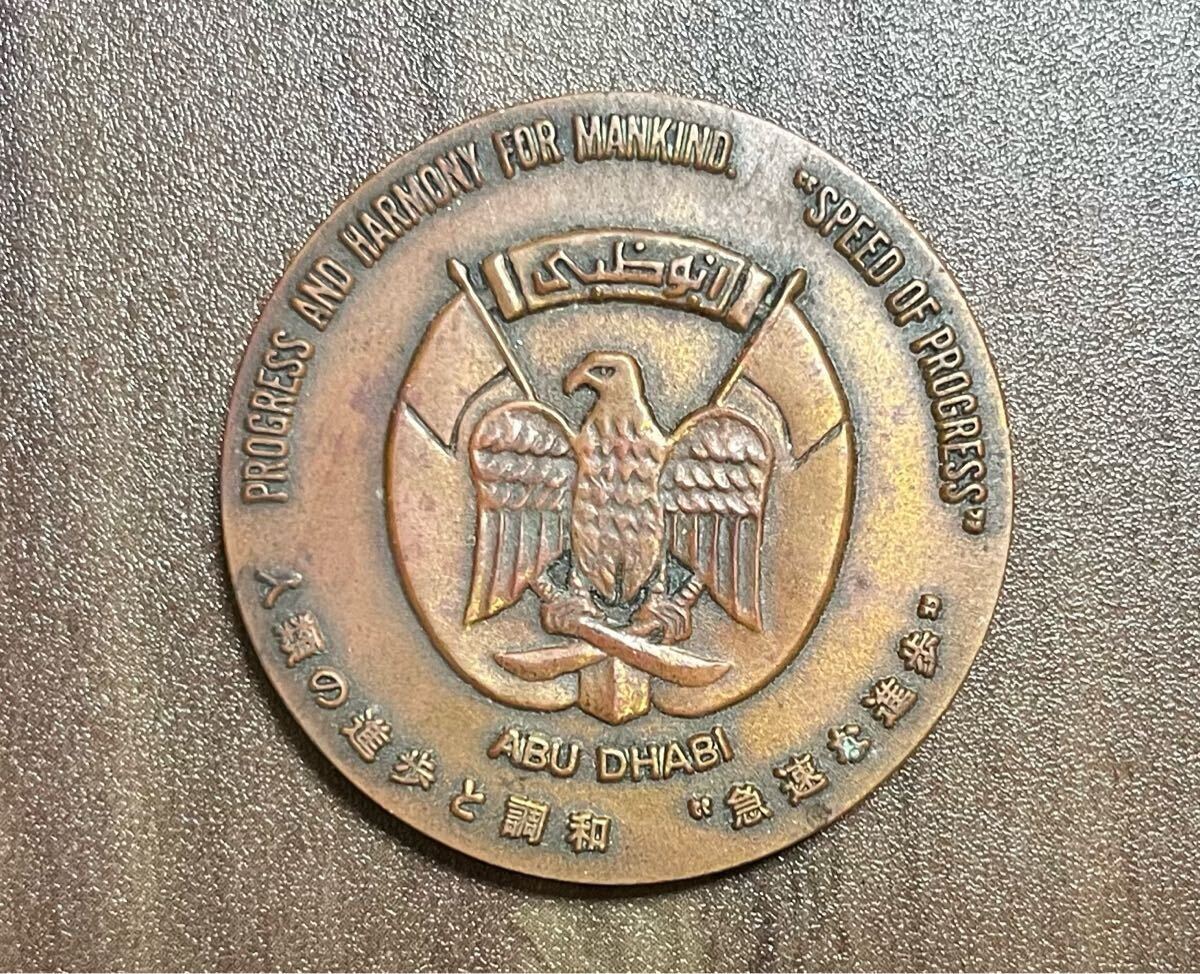 PROGRESS AND HARMONY FOR MANKIND.
“SPEED OF PROGRESS”
ابوظبي
ABU DHABI
人類の進歩と調和
“急速な進歩”